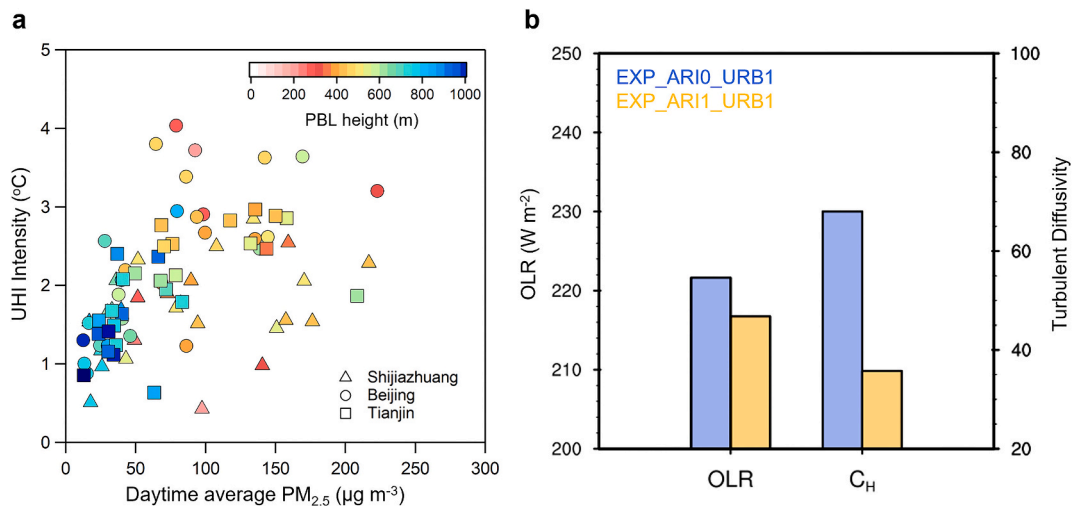 a
UHI Intensity (°C)
5
4
3
2
1
0
0 200 400 600 800 1000
PBL height (m)
Shijiazhuang
Beijing
Tianjin
0 50 100 150 200 250 300
Daytime average PM2.5 (μg m-3)
b
OLR (W m-2)
250
240
230
220
210
200
EXP_ARI0_URB1
EXP_ARI1_URB1
OLR CH
100
80
60
40
20
Turbulent Diffusivity